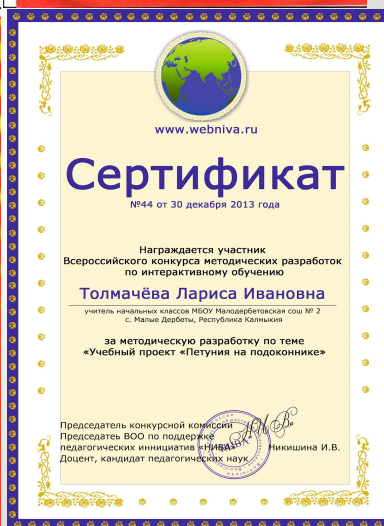 www.webniva.ru
Сертификат
№44 от 30 декабря 2013 года
Награждается участник
Всероссийского конкурса методических разработок
по интерактивному обучению
Толмачёва Лариса Ивановна
учитель начальных классов МБОУ Малодербетовская сош № 2
с. Малые Дербеты, Республика Калмыкия
за методическую разработку по теме
«Учебный проект «Петуния на подоконнике»
Председатель конкурсной комиссии
Председатеь ВОО по поддержке
педагогических иннициатив «НИВА» Никишина И.В.
Доцент, кандидат педагогических наук